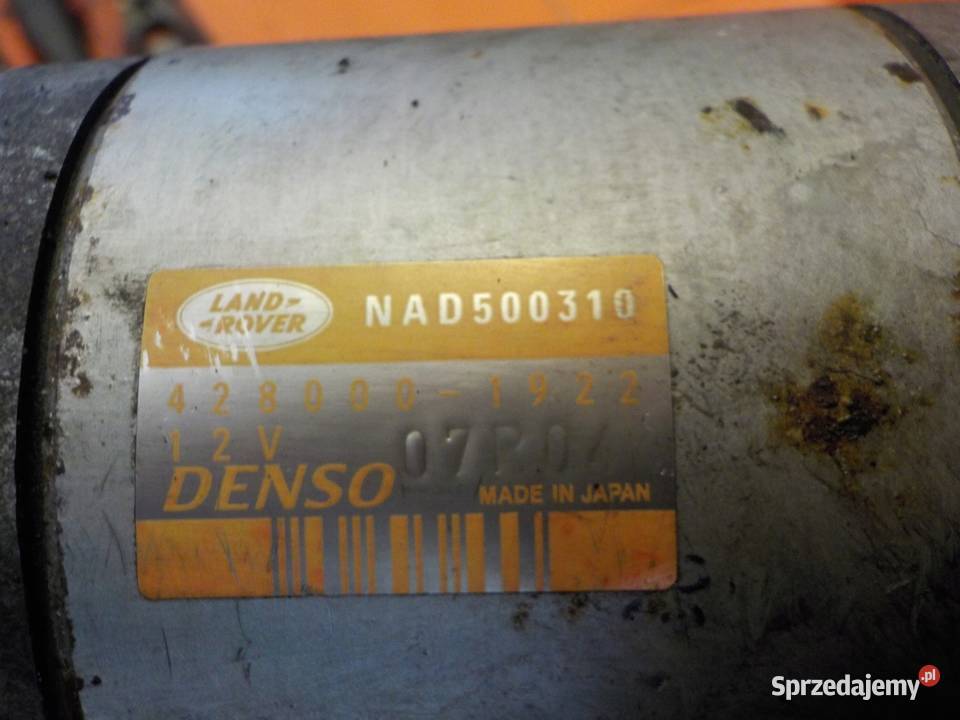 LAND-
-ROVER
NAD500310
428000-1922
12V
DENSO
MADE IN JAPAN
Sprzedajemy.pl